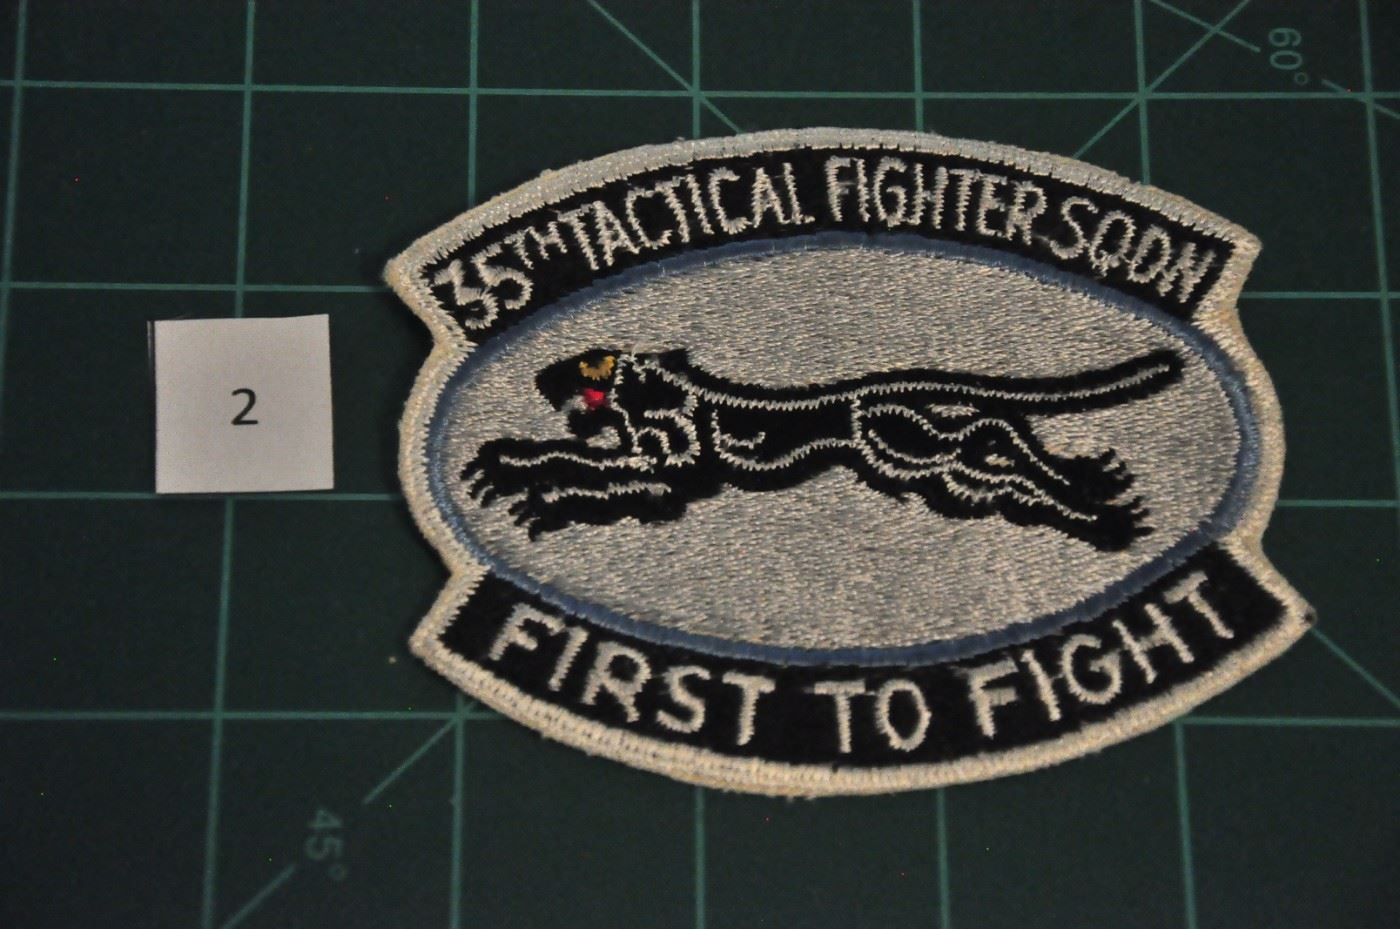 60°
35TH TACTICAL FIGHTER SQDN
2
FIRST TO FIGHT
45°